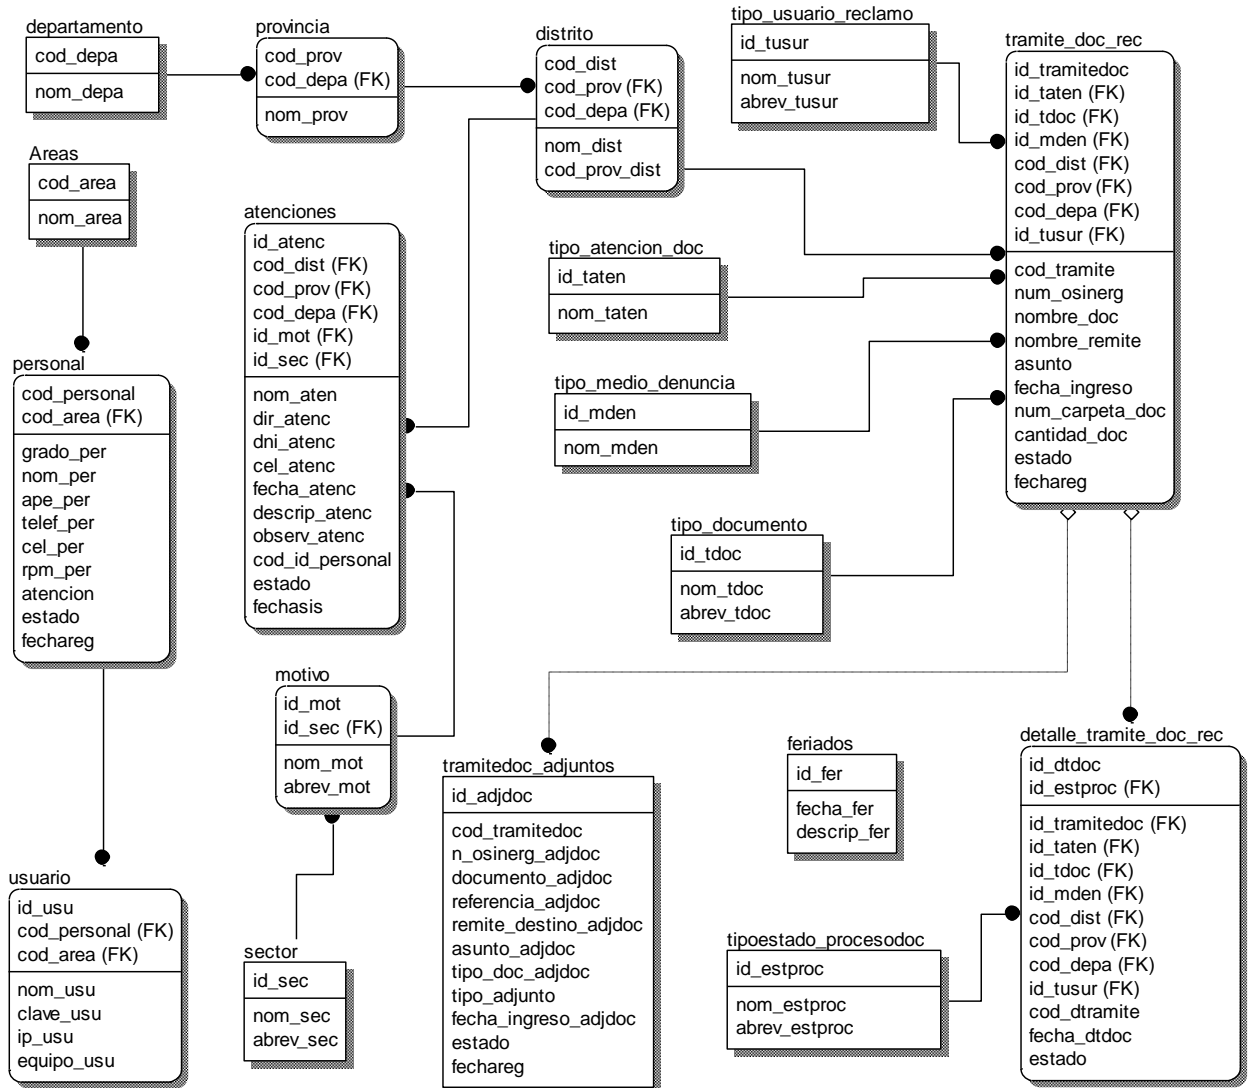 departamento
cod_depa
nom_depa
provincia
cod_prov
cod_depa (FK)
nom_prov
distrito
cod_dist
cod_prov (FK)
cod_depa (FK)
nom_dist
cod_prov_dist
tipo_usuario_reclamo
id_tusur
nom_tusur
abrev_tusur
tramite_doc_rec
id_tramitedoc
id_taten (FK)
id_tdoc (FK)
id_mden (FK)
cod_dist (FK)
cod_prov (FK)
cod_depa (FK)
id_tusur (FK)
cod_tramite
num_osinerg
nombre_doc
nombre_remite
asunto
fecha_ingreso
num_carpeta_doc
cantidad_doc
estado
fechareg
Areas
cod_area
nom_area
atenciones
id_atenc
cod_dist (FK)
cod_prov (FK)
cod_depa (FK)
id_mot (FK)
id_sec (FK)
nom_aten
dir_atenc
dni_atenc
cel_atenc
fecha_atenc
descrip_atenc
observ_atenc
cod_id_personal
estado
fechasis
tipo_atencion_doc
id_taten
nom_taten
personal
cod_personal
cod_area (FK)
grado_per
nom_per
ape_per
telef_per
cel_per
rpm_per
atencion
estado
fechareg
tipo_medio_denuncia
id_mden
nom_mden
tipo_documento
id_tdoc
nom_tdoc
abrev_tdoc
motivo
id_mot
id_sec (FK)
nom_mot
abrev_mot
tramitedoc_adjuntos
id_adjdoc
cod_tramitedoc
n_osinerg_adjdoc
documento_adjdoc
referencia_adjdoc
remite_destino_adjdoc
asunto_adjdoc
tipo_doc_adjdoc
tipo_adjunto
fecha_ingreso_adjdoc
estado
fechareg
feriados
id_fer
fecha_fer
descrip_fer
detalle_tramite_doc_rec
id_dtdoc
id_estproc (FK)
id_tramitedoc (FK)
id_taten (FK)
id_tdoc (FK)
id_mden (FK)
cod_dist (FK)
cod_prov (FK)
cod_depa (FK)
id_tusur (FK)
cod_dtramite
fecha_dtdoc
estado
usuario
id_usu
cod_personal (FK)
cod_area (FK)
nom_usu
clave_usu
ip_usu
equipo_usu
sector
id_sec
nom_sec
abrev_sec
tipoestado_procesodoc
id_estproc
nom_estproc
abrev_estproc